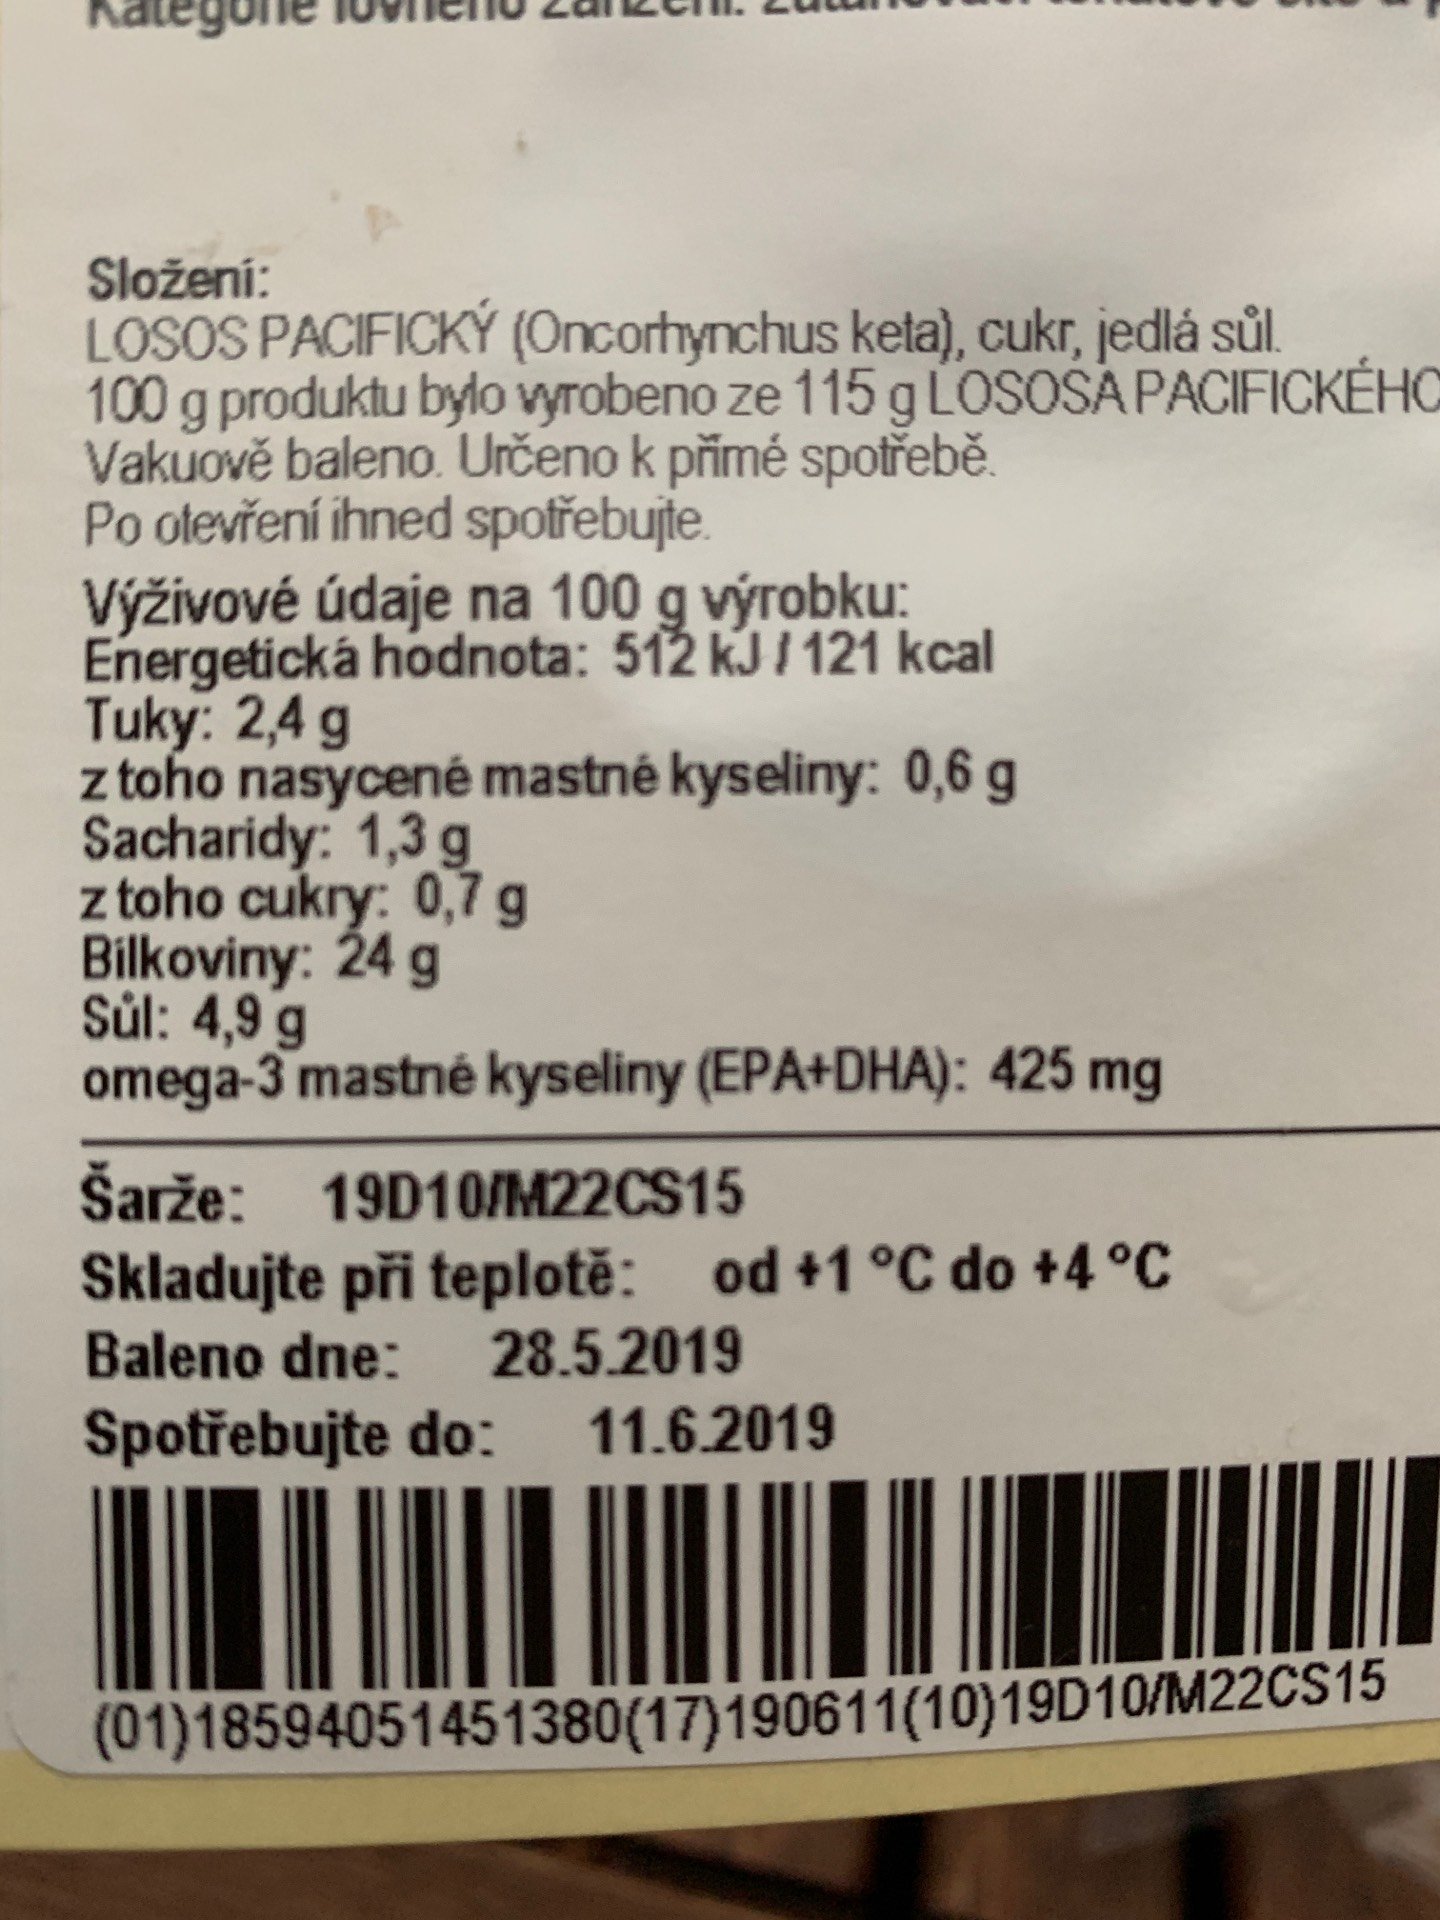 Kategorie lovného zařízení:
Složení:
LOSOS PACIFICKÝ (Oncorhynchus keta), cukr, jedlá sůl.
100 g produktu bylo vyrobeno ze 115 g LOSOSA PACIFICKÉHO
Vakuově baleno. Určeno k přímé spotřebě.
Po otevření ihned spotřebujte.
Výživové údaje na 100 g výrobku:
Energetická hodnota: 512 kJ / 121 kcal
Tuky: 2,4 g
z toho nasycené mastné kyseliny: 0,6 g
Sacharidy: 1,3 g
z toho cukry: 0,7 g
Bílkoviny: 24 g
Sůl: 4,9 g
omega-3 mastné kyseliny (EPA+DHA): 425 mg
Šarže: 19D10/M22CS15
Skladujte při teplotě: od +1 °C do +4 °C
Baleno dne: 28.5.2019
Spotřebujte do: 11.6.2019
(01)18594051451380(17)190611(10)19D10/M22CS15